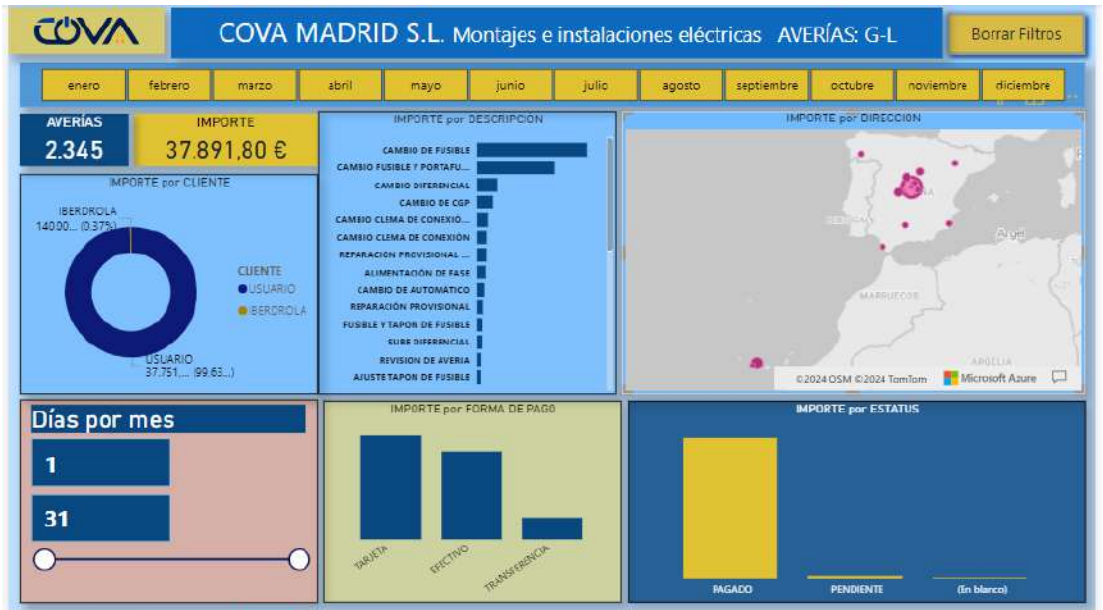 COVA
COVA MADRID S.L. Montajes e instalaciones eléctricas AVERÍAS: G-L
Borrar Filtros
enero febrero marzo abril mayo junio julio agosto septiembre octubre noviembre diciembre
AVERÍAS
2.345
IMPORTE
37.891,80 €
IMPORTE por CLIENTE
IBERDROLA
140.00... (0.37%)
CLIENTE
USUARIO
IBERDROLA
USUARIO
37.751,... (99.63...)
IMPORTE por DESCRIPCION
CAMBIO DE FUSIBLE
CAMBIO FUSIBLE Y PORTAFU...
CAMBIO DIFERENCIAL
CAMBIO DE CGP
CAMBIO CLEMA DE CONEXIO...
CAMBIO CLEMA DE CONEXIÓN
REPARACIÓN PROVISIONAL ...
ALIMENTACIÓN DE FASE
CAMBIO DE AUTOMÁTICO
REPARACIÓN PROVISIONAL
FUSIBLE Y TAPON DE FUSIBLE
SUBE DIFERENCIAL
REVISION DE AVERIA
AJUSTE TAPON DE FUSIBLE
IMPORTE por DIRECCION
Argel
MARRUECOS
ARGELIA
©2024 OSM ©2024 TomTom
Microsoft Azure
Días por mes
1
31
IMPORTE por FORMA DE PAGO
TARJETA
EFECTIVO
TRANSFERENCIA
IMPORTE por ESTATUS
PAGADO
PENDIENTE
(En blanco)